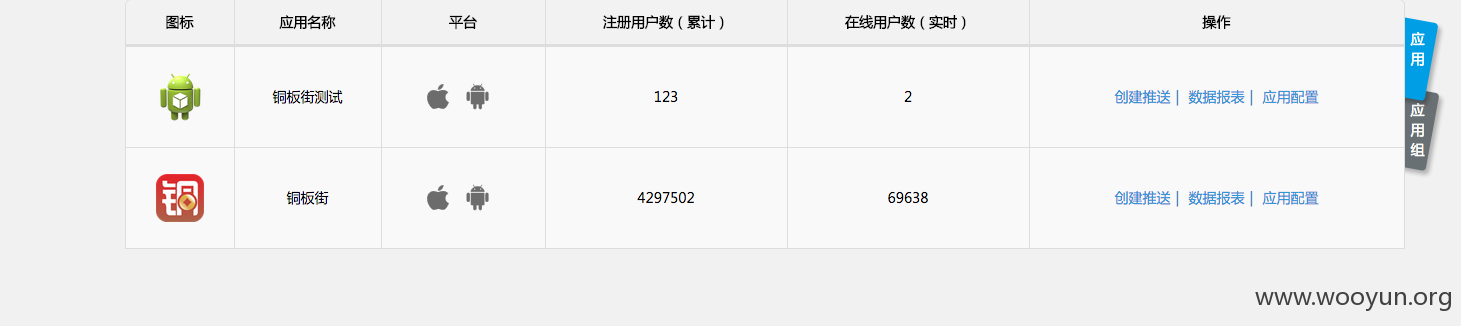 图标 应用名称 平台 注册用户数（累计） 在线用户数（实时） 操作
铜板街测试 123 2 创建推送 | 数据报表 | 应用配置
铜
铜板街 4297502 69638 创建推送 | 数据报表 | 应用配置
应用
应用组
www.wooyun.org